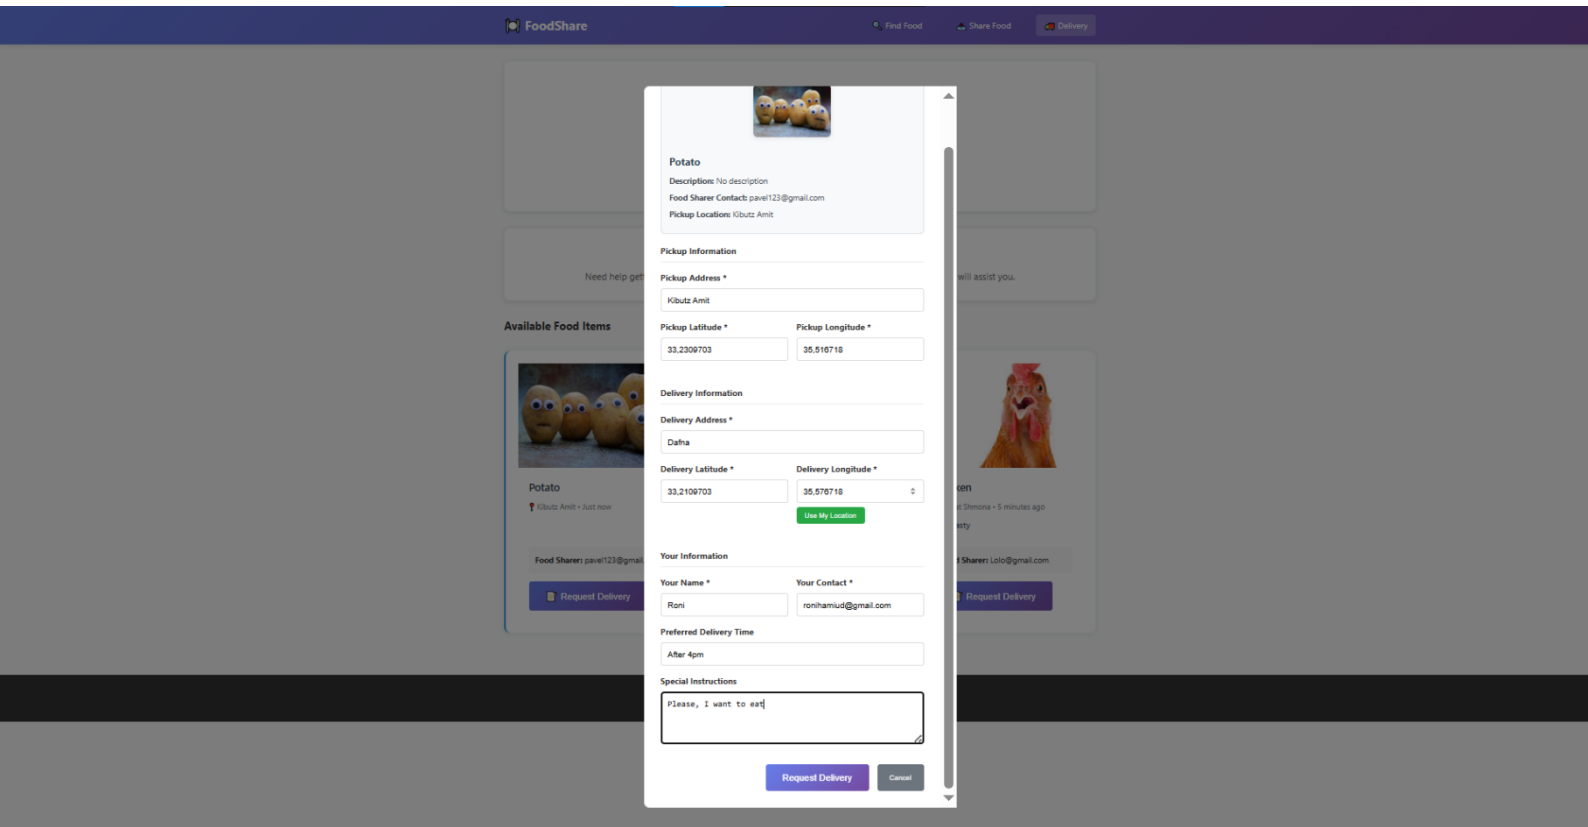 FoodShare
Find Food
Share Food
Delivery
Need help get
will assist you.
Available Food Items
Potato
Kibutz Amit • Just now
Food Sharer: pavel123@gmail.
Request Delivery
Potato
Description: No description
Food Sharer Contact: pavel123@gmail.com
Pickup Location: Kibutz Amit
Pickup Information
Pickup Address *
Kibutz Amit
Pickup Latitude * Pickup Longitude *
33,2309703 35,516718
Delivery Information
Delivery Address *
Dafna
Delivery Latitude * Delivery Longitude *
33,2109703 35,576718
Use My Location
Your Information
Your Name * Your Contact *
Roni ronihamiud@gmail.com
Preferred Delivery Time
After 4pm
Special Instructions
Please, I want to eat
Request Delivery Cancel
ken
t Shmona • 5 minutes ago
asty
d Sharer: Lolo@gmail.com
Request Delivery